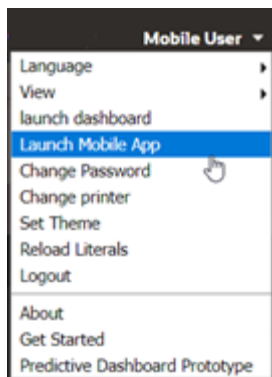 Mobile User
Language
View
launch dashboard
Launch Mobile App
Change Password
Change printer
Set Theme
Reload Literals
Logout
About
Get Started
Predictive Dashboard Prototype